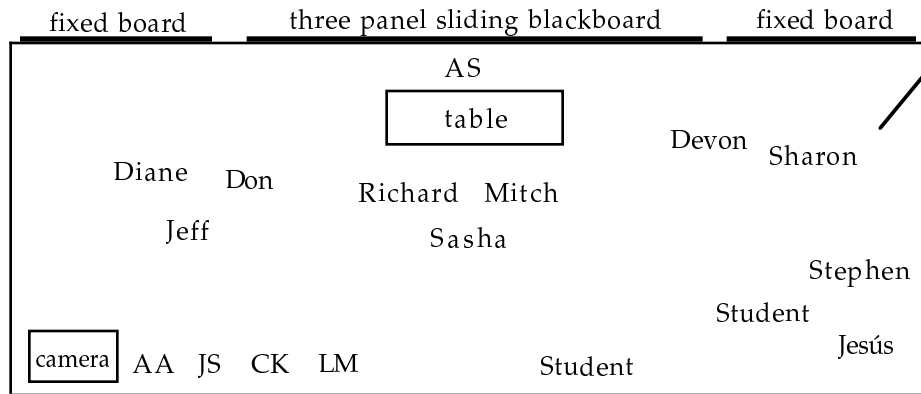 fixed board three panel sliding blackboard fixed board
AS
table
Devon
Sharon
Diane Don
Richard Mitch
Jeff
Sasha
Stephen
Student
Jesús
camera AA JS CK LM
Student